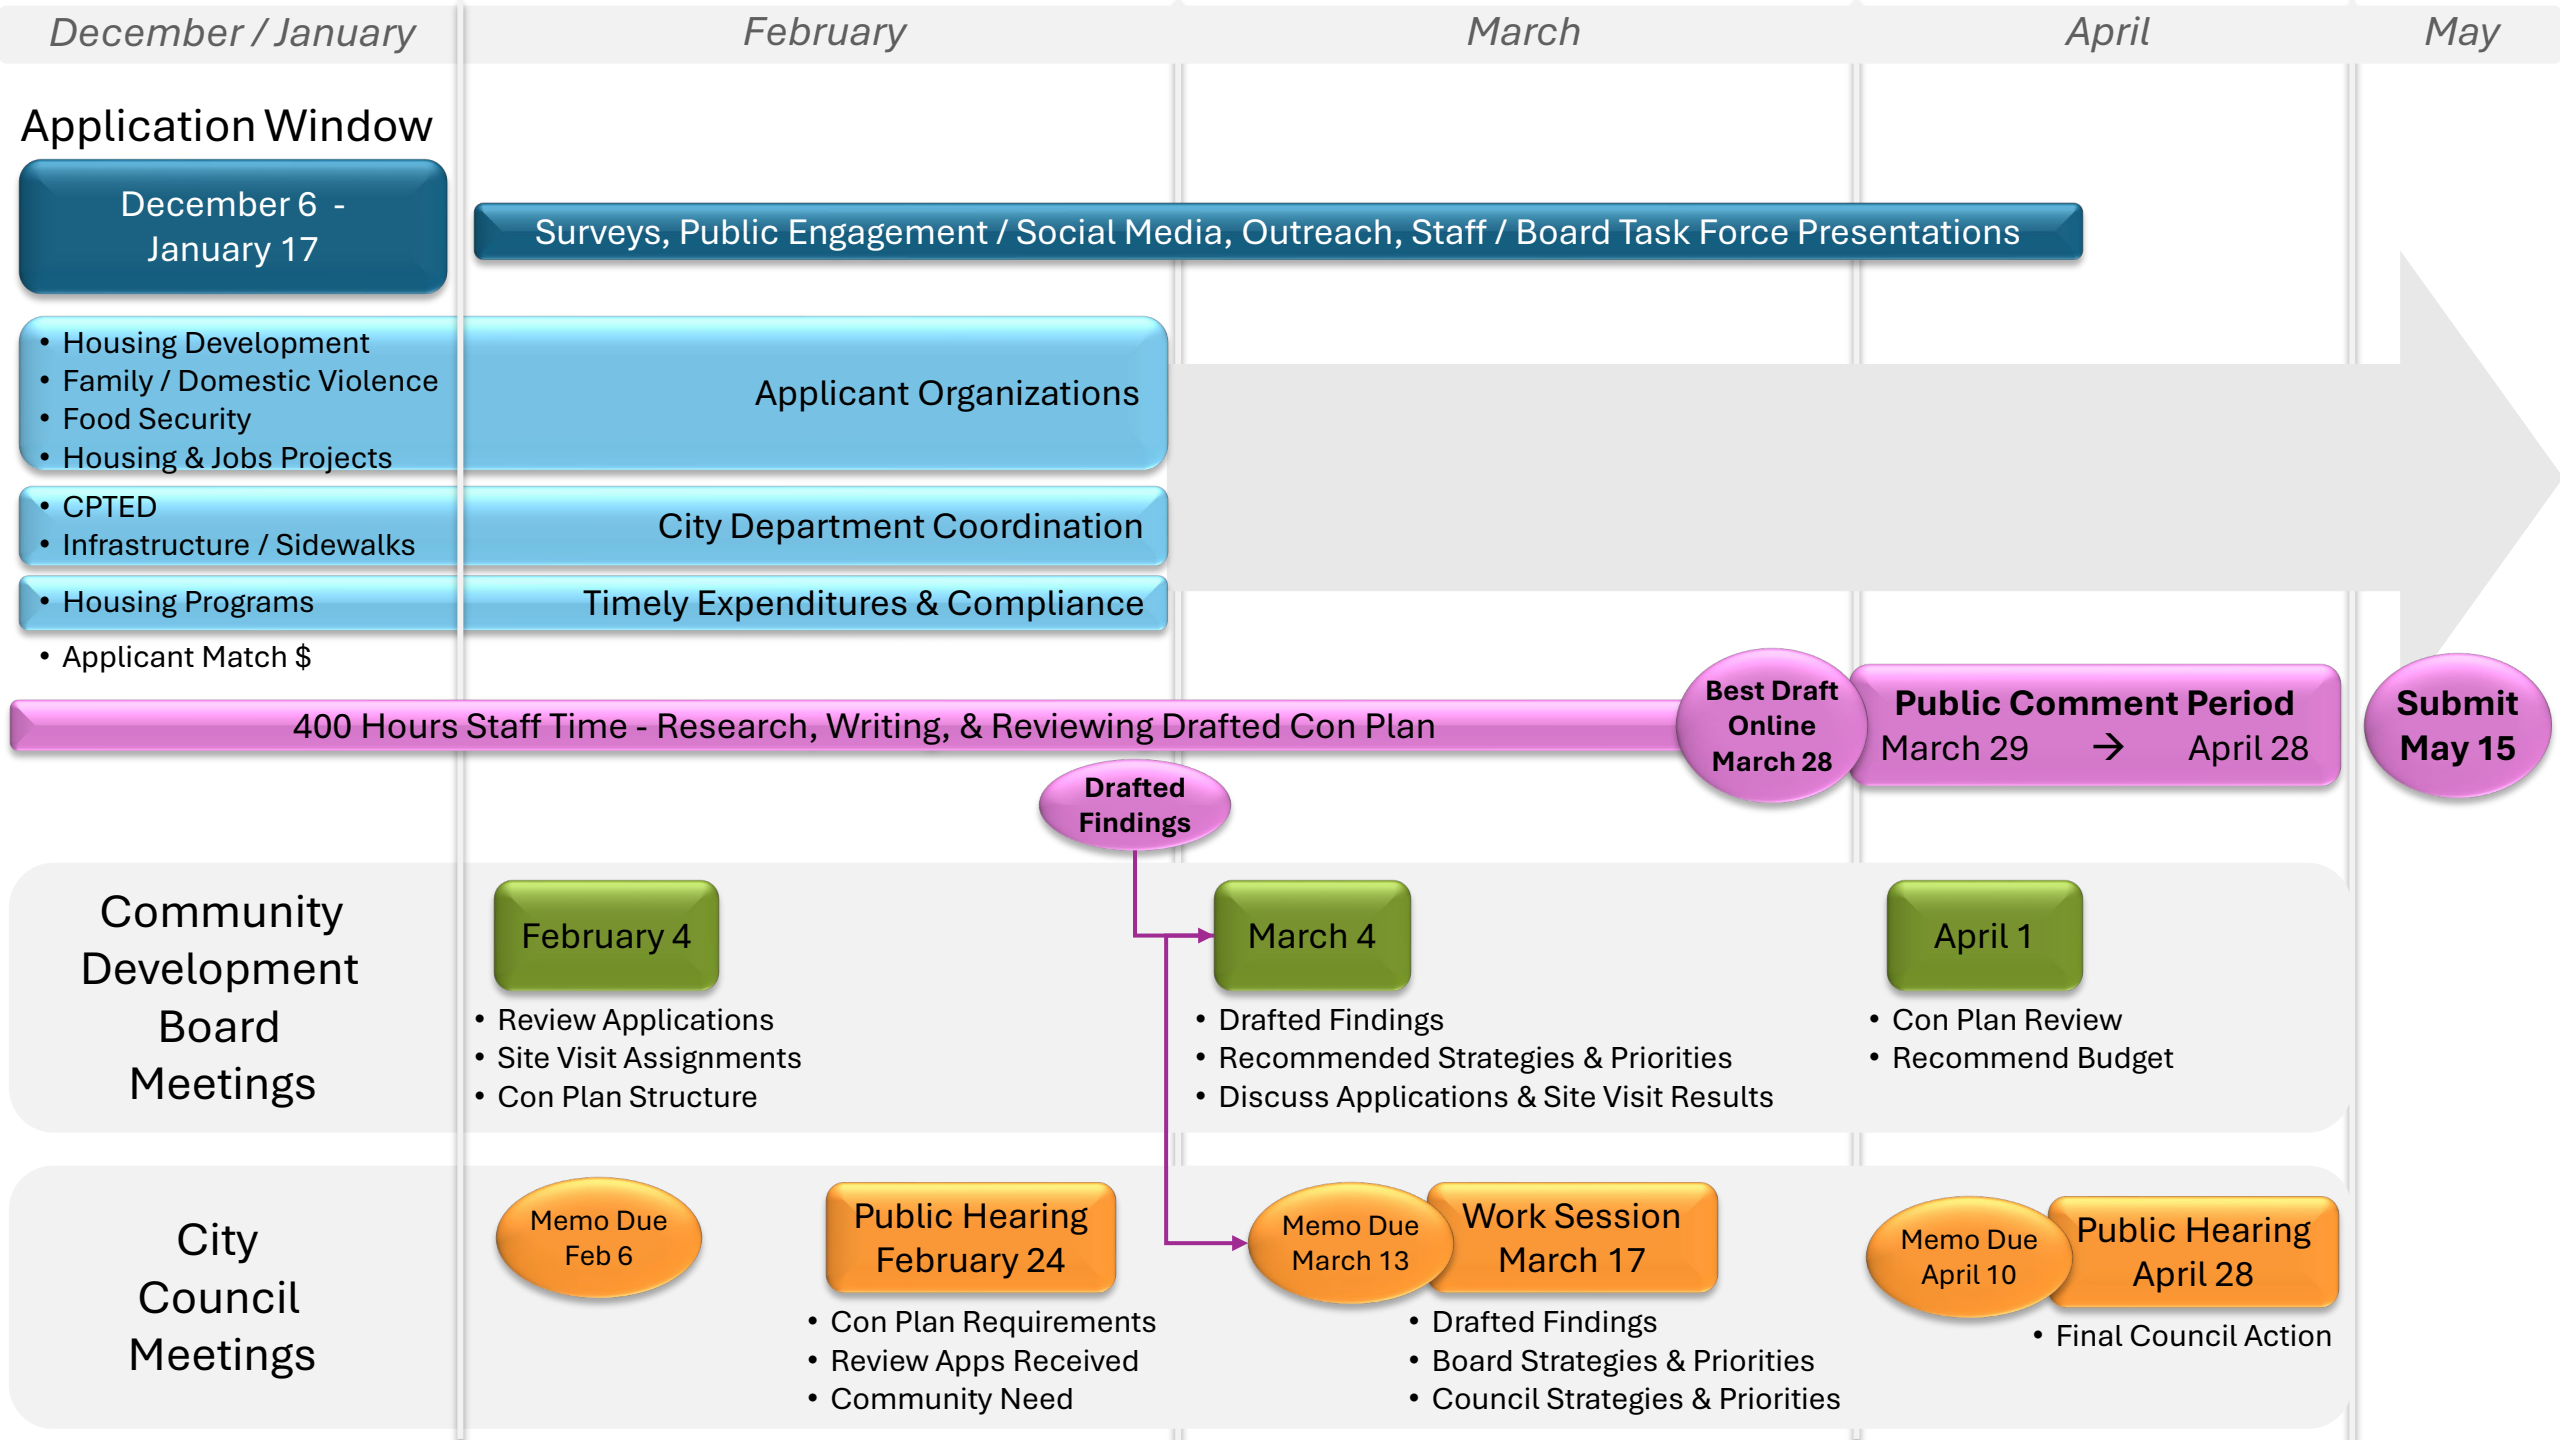 December / January
February
March
April
May
Application Window
December 6 -
January 17
Surveys, Public Engagement / Social Media, Outreach, Staff / Board Task Force Presentations
• Housing Development
• Family / Domestic Violence
• Food Security
• Housing & Jobs Projects
Applicant Organizations
• CPTED
• Infrastructure / Sidewalks
City Department Coordination
• Housing Programs
Timely Expenditures & Compliance
• Applicant Match $
400 Hours Staff Time - Research, Writing, & Reviewing Drafted Con Plan
Best Draft
Online
March 28
Public Comment Period
March 29 → April 28
Submit
May 15
Drafted
Findings
Community
Development
Board
Meetings
February 4
• Review Applications
• Site Visit Assignments
• Con Plan Structure
March 4
• Drafted Findings
• Recommended Strategies & Priorities
• Discuss Applications & Site Visit Results
April 1
• Con Plan Review
• Recommend Budget
City
Council
Meetings
Memo Due
Feb 6
Public Hearing
February 24
• Con Plan Requirements
• Review Apps Received
• Community Need
Memo Due
March 13
Work Session
March 17
• Drafted Findings
• Board Strategies & Priorities
• Council Strategies & Priorities
Memo Due
April 10
Public Hearing
April 28
• Final Council Action